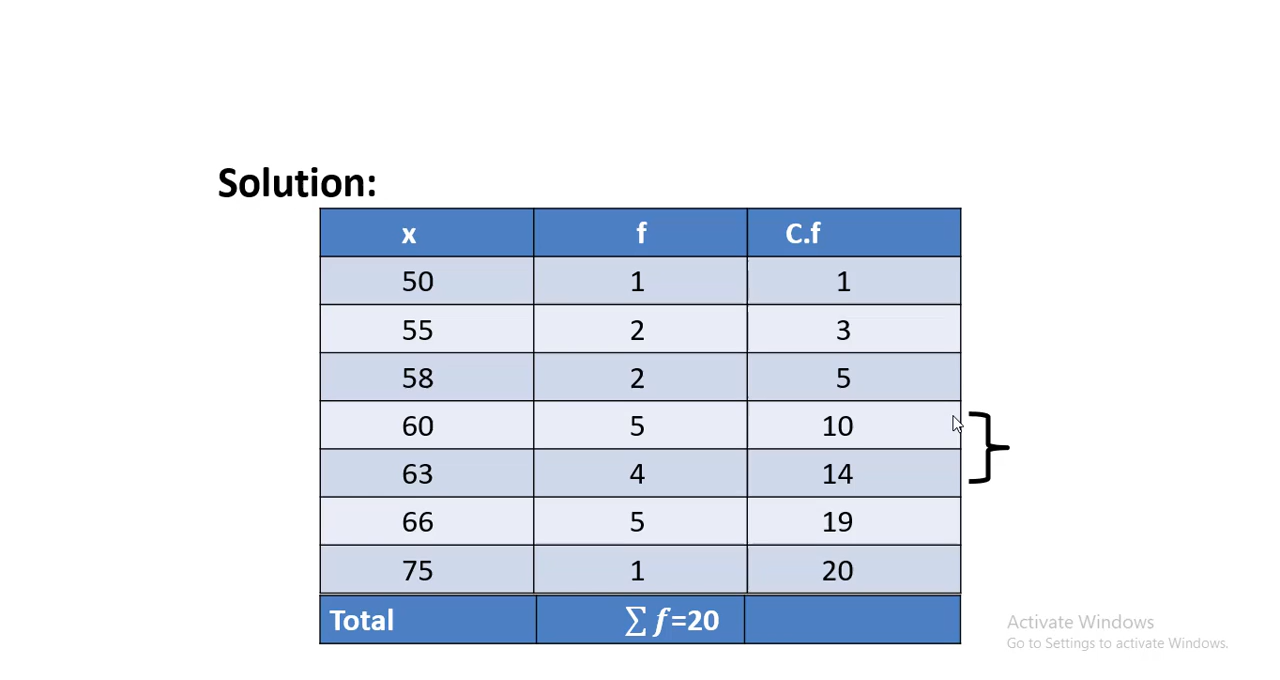 Solution:
x f C.f
50 1 1
55 2 3
58 2 5
60 5 10
63 4 14
66 5 19
75 1 20
Total ∑ f=20
Activate Windows
Go to Settings to activate Windows.